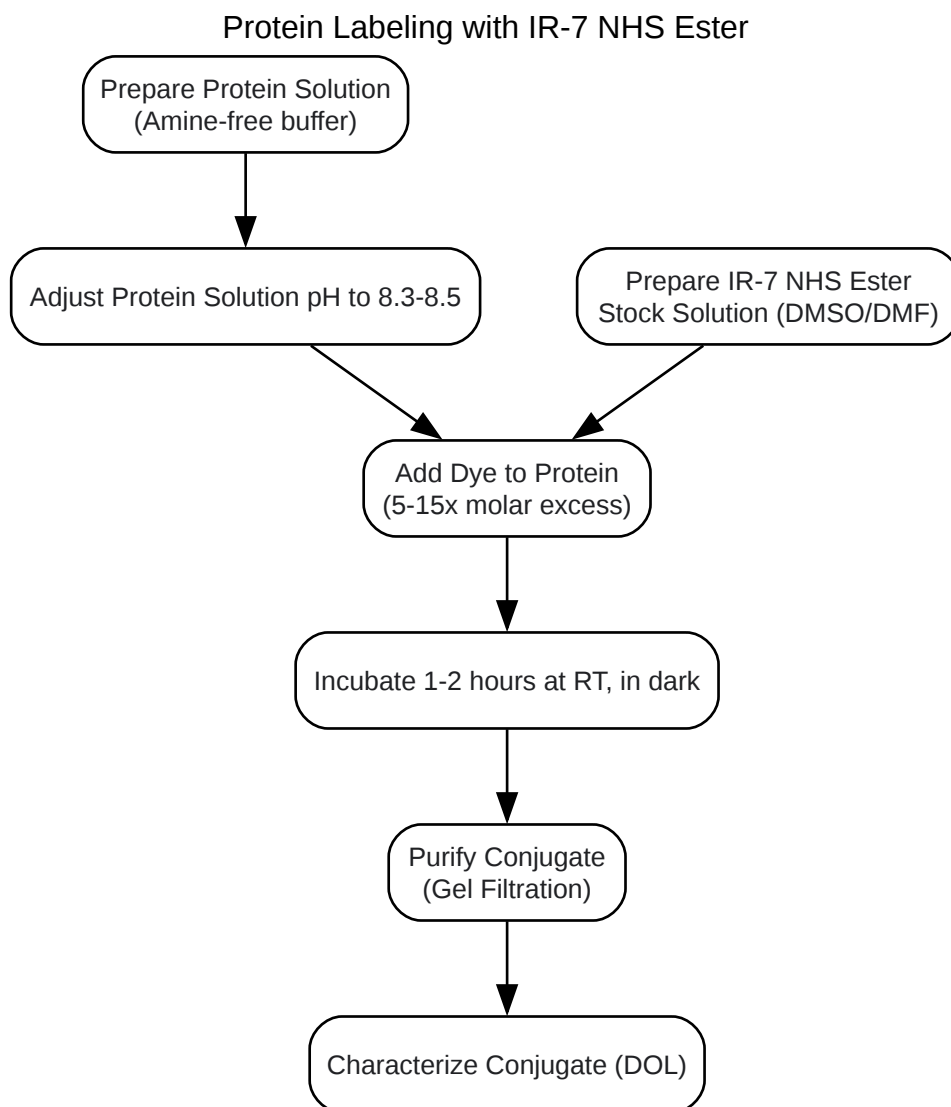 Protein Labeling with IR-7 NHS Ester
Prepare Protein Solution
(Amine-free buffer)
Adjust Protein Solution pH to 8.3-8.5
Prepare IR-7 NHS Ester
Stock Solution (DMSO/DMF)
Add Dye to Protein
(5-15x molar excess)
Incubate 1-2 hours at RT, in dark
Purify Conjugate
(Gel Filtration)
Characterize Conjugate (DOL)